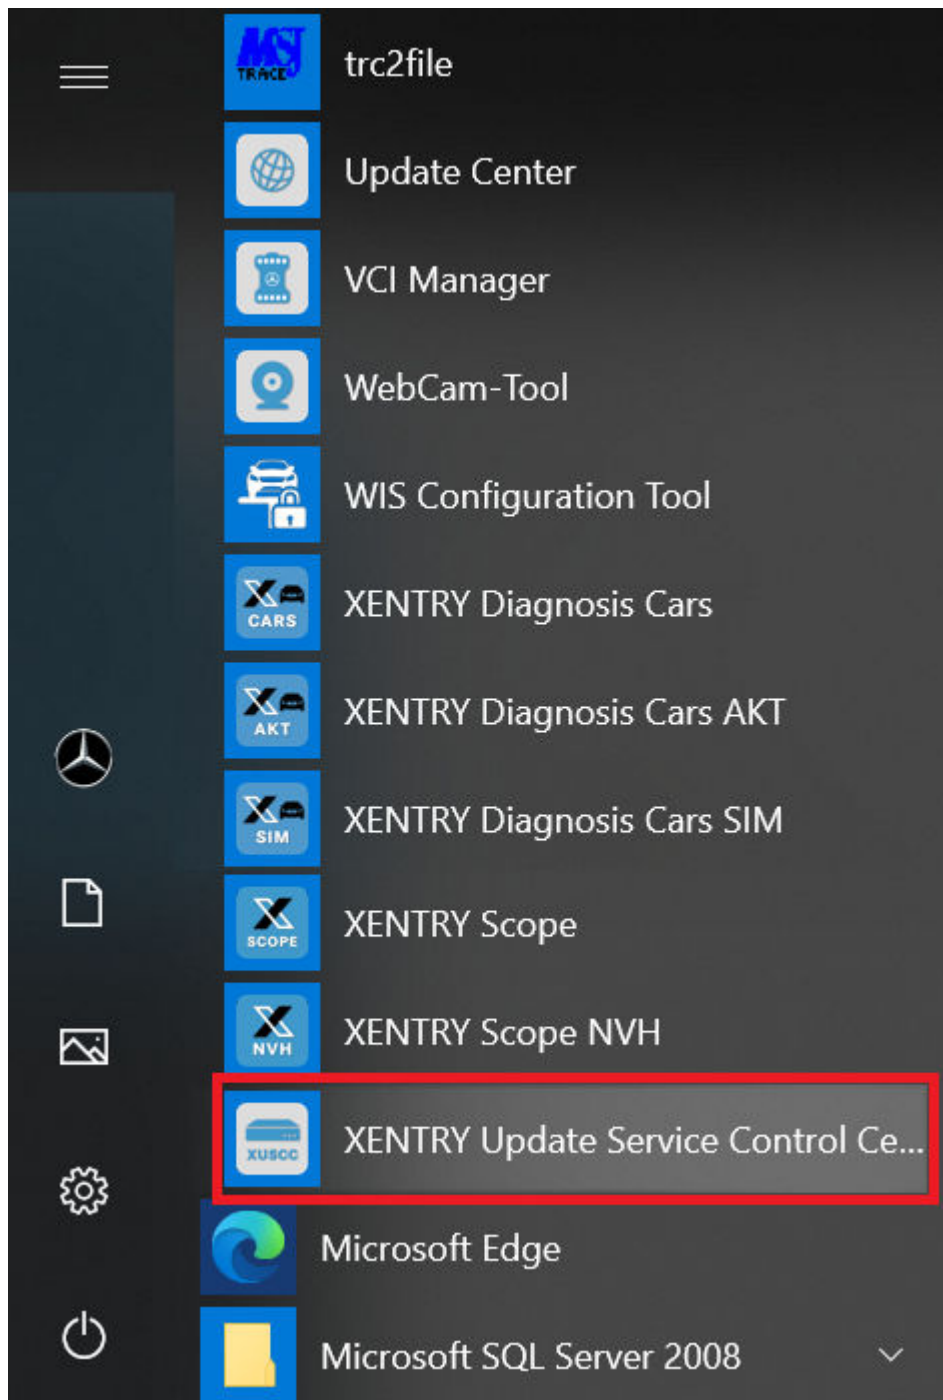 MSJ
TRACE
trc2file
Update Center
VCI Manager
WebCam-Tool
WIS Configuration Tool
X
CARS
XENTRY Diagnosis Cars
X
AKT
XENTRY Diagnosis Cars AKT
X
SIM
XENTRY Diagnosis Cars SIM
X
SCOPE
XENTRY Scope
X
NVH
XENTRY Scope NVH
XUSCC
XENTRY Update Service Control Ce...
Microsoft Edge
Microsoft SQL Server 2008